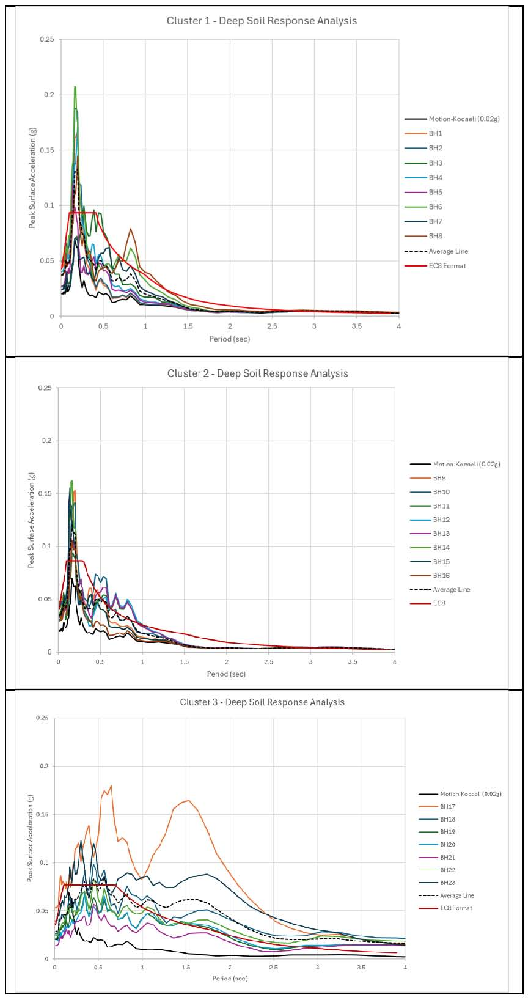 Cluster 1 - Deep Soil Response Analysis
0.25
0.2
0.15
0.1
0.05
0
Peak Surface Acceleration (g)
0 0.5 1 1.5 2 2.5 3 3.5 4
Period (sec)
Motion-Kocaeli (0.02g)
BH1
BH2
BH3
BH4
BH5
BH6
BH7
BH8
Average Line
EC8 Format
Cluster 2 - Deep Soil Response Analysis
0.25
0.2
0.15
0.1
0.05
0
Peak Surface Acceleration (g)
0 0.5 1 1.5 2 2.5 3 3.5 4
Period (sec)
Motion-Kocaeli (0.02g)
BH9
BH10
BH11
BH12
BH13
BH14
BH15
BH16
Average Line
EC8
Cluster 3 - Deep Soil Response Analysis
0.25
0.2
0.15
0.1
0.05
0
Peak Surface Acceleration (g)
0 0.5 1 1.5 2 2.5 3 3.5 4
Period (sec)
Motion-Kocaeli (0.02g)
BH17
BH18
BH19
BH20
BH21
BH22
BH23
Average Line
EC8 Format